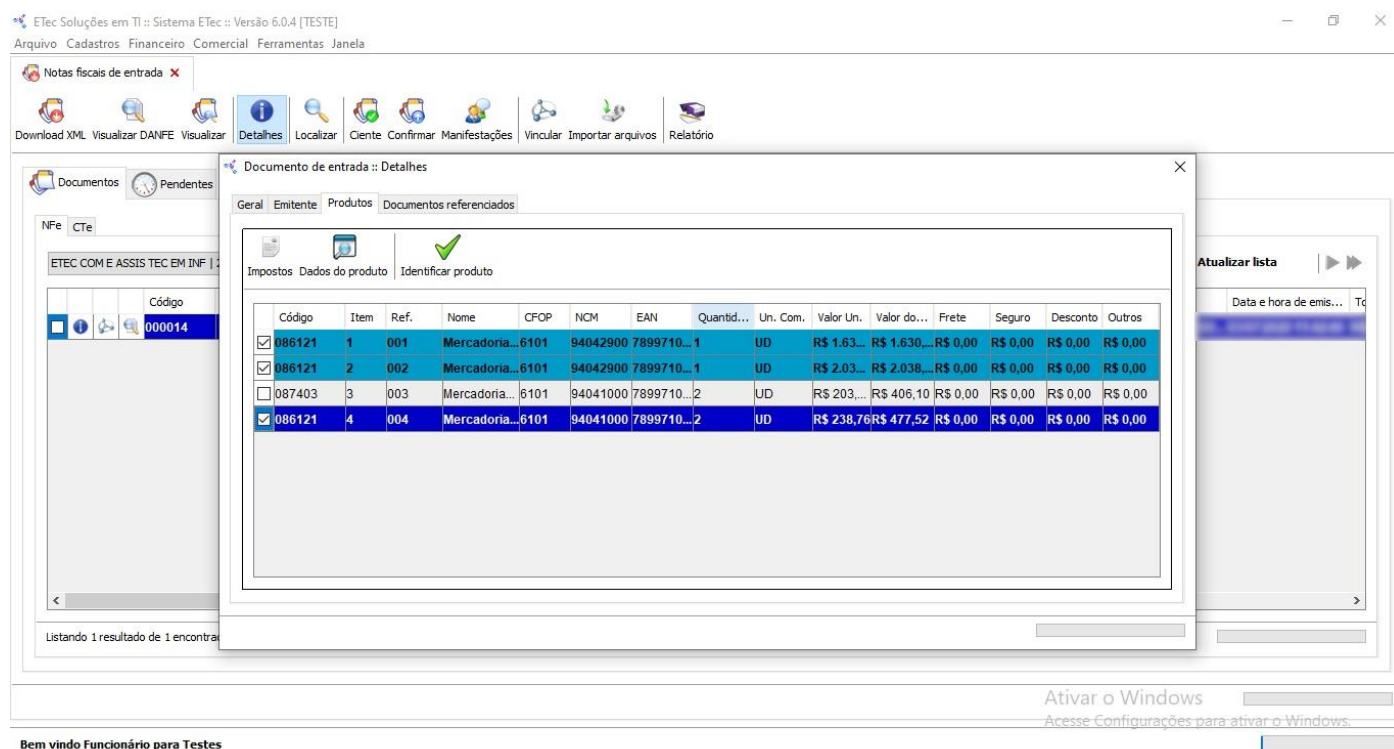 ETec Soluções em TI :: Sistema ETec :: Versão 6.0.4 [TESTE]
Arquivo Cadastros Financeiro Comercial Ferramentas Janela
Notas fiscais de entrada
Download XML Visualizar DANFE Visualizar Detalhes Localizar Ciente Confirmar Manifestações Vincular Importar arquivos Relatório
Documentos Pendentes
NFe CTe
ETEC COM E ASSIS TEC EM INF |
Atualizar lista
Código Data e hora de emis...
000014
Documento de entrada :: Detalhes
Geral Emitente Produtos Documentos referenciados
Impostos Dados do produto Identificar produto
Código Item Ref. Nome CFOP NCM EAN Quantid... Un. Com. Valor Un. Valor do... Frete Seguro Desconto Outros
086121 1 001 Mercadoria... 6101 94042900 7899710... 1 UD R$ 1.63... R$ 1.630,... R$ 0,00 R$ 0,00 R$ 0,00 R$ 0,00
086121 2 002 Mercadoria... 6101 94042900 7899710... 1 UD R$ 2.03... R$ 2.038,... R$ 0,00 R$ 0,00 R$ 0,00 R$ 0,00
087403 3 003 Mercadoria... 6101 94041000 7899710... 2 UD R$ 203,... R$ 406,10 R$ 0,00 R$ 0,00 R$ 0,00 R$ 0,00
086121 4 004 Mercadoria... 6101 94041000 7899710... 2 UD R$ 238,76 R$ 477,52 R$ 0,00 R$ 0,00 R$ 0,00 R$ 0,00
Listando 1 resultado de 1
Ativar o Windows
Acesse Configurações para ativar o Windows.
Bem vindo Funcionário para Testes